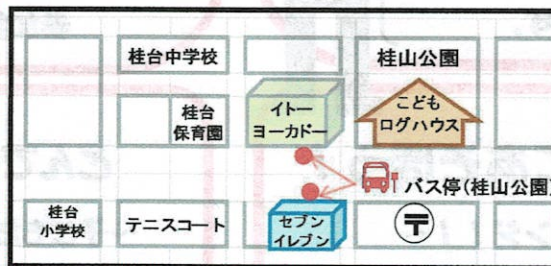 桂台中学校
桂山公園
桂台
保育園
イトー
ヨーカドー
こども
ログハウス
バス停(桂山公園)
桂台
小学校
テニスコート
セブン
イレブン
〒